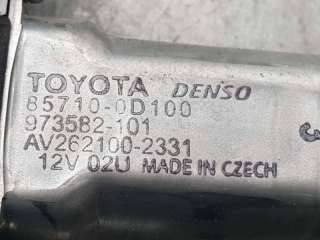 TOYOTA DENSO
85710-0D100
973582-101
AV262100-2331
12V 02U MADE IN CZECH